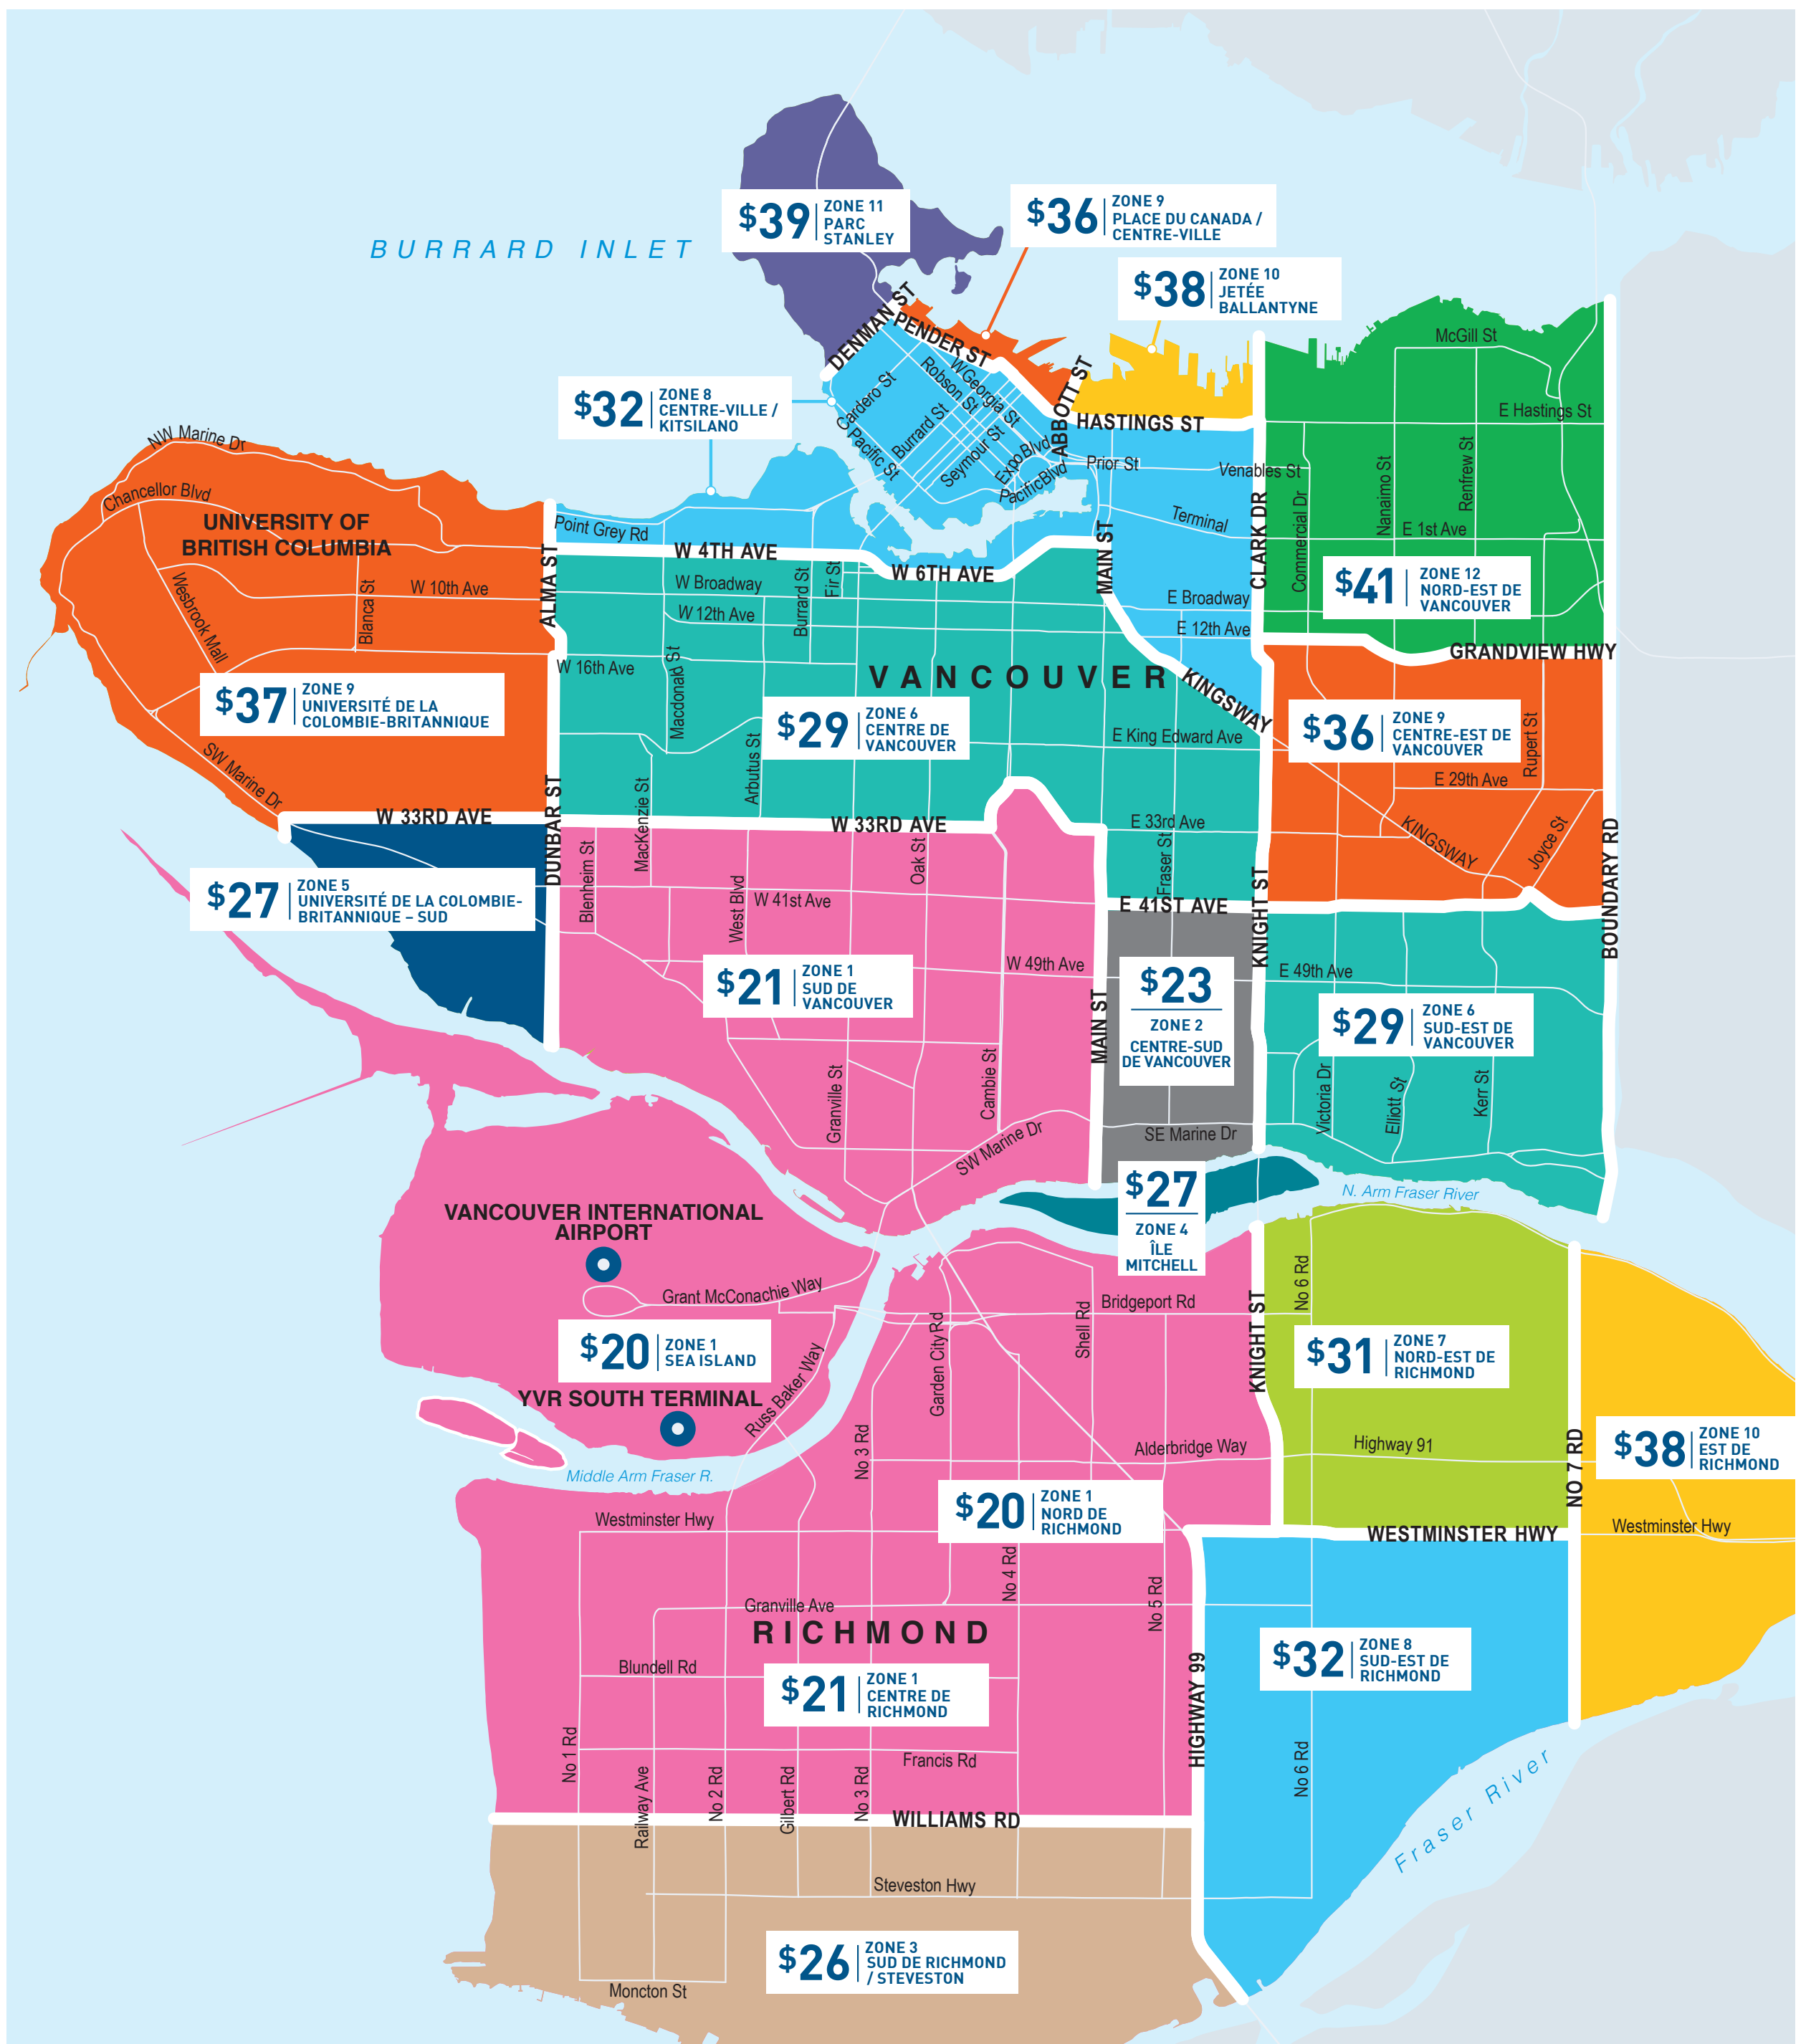 $39
ZONE 11
PARC
STANLEY
$36
ZONE 9
PLACE DU CANADA /
CENTRE-VILLE
BURRARD INLET
$38
ZONE 10
JETÉE
BALLANTYNE
DENMAN ST
PENDER ST
McGill St
$32
ZONE 8
CENTRE-VILLE /
KITSILANO
Cardero St
Robson St
W Georgia St
ABBOTT ST
HASTINGS ST
E Hastings St
Pacific St
Burrard St
Seymour St
Expo Blvd
Pacific Blvd
Prior St
Venables St
Nanaimo St
Renfrew St
NW Marine Dr
Chancellor Blvd
UNIVERSITY OF
BRITISH COLUMBIA
Point Grey Rd
Terminal
CLARK DR
Commercial Dr
E 1st Ave
ALMA ST
W 4TH AVE
W 6TH AVE
MAIN ST
Wesbrook Mall
Blanca St
W 10th Ave
W Broadway
Burrard St
Fir St
W 12th Ave
E Broadway
E 12th Ave
$41
ZONE 12
NORD-EST DE
VANCOUVER
GRANDVIEW HWY
W 16th Ave
Macdonald St
VANCOUVER
KINGSWAY
$37
ZONE 9
UNIVERSITÉ DE LA
COLOMBIE-BRITANNIQUE
$29
ZONE 6
CENTRE DE
VANCOUVER
E King Edward Ave
$36
ZONE 9
CENTRE-EST DE
VANCOUVER
Rupert St
SW Marine Dr
Arbutus St
E 29th Ave
DUNBAR ST
MacKenzie St
W 33RD AVE
W 33RD AVE
E 33rd Ave
KINGSWAY
Joyce St
BOUNDARY RD
Blenheim St
Oak St
Fraser St
$27
ZONE 5
UNIVERSITÉ DE LA COLOMBIE-
BRITANNIQUE – SUD
West Blvd
W 41st Ave
E 41ST AVE
KNIGHT ST
W 49th Ave
E 49th Ave
$21
ZONE 1
SUD DE
VANCOUVER
MAIN ST
$23
ZONE 2
CENTRE-SUD
DE VANCOUVER
$29
ZONE 6
SUD-EST DE
VANCOUVER
Granville St
Cambie St
Victoria Dr
Elliott St
Kerr St
SW Marine Dr
SE Marine Dr
N. Arm Fraser River
$27
ZONE 4
ÎLE
MITCHELL
VANCOUVER INTERNATIONAL
AIRPORT
Grant McConachie Way
Bridgeport Rd
No 6 Rd
Garden City Rd
Shell Rd
KNIGHT ST
$20
ZONE 1
SEA ISLAND
$31
ZONE 7
NORD-EST DE
RICHMOND
YVR SOUTH TERMINAL
Russ Baker Way
Middle Arm Fraser R.
No 3 Rd
Alderbridge Way
Highway 91
NO 7 RD
$38
ZONE 10
EST DE
RICHMOND
$20
ZONE 1
NORD DE
RICHMOND
Westminster Hwy
WESTMINSTER HWY
Westminster Hwy
No 4 Rd
No 5 Rd
Granville Ave
RICHMOND
Blundell Rd
$21
ZONE 1
CENTRE DE
RICHMOND
HIGHWAY 99
$32
ZONE 8
SUD-EST DE
RICHMOND
No 1 Rd
Railway Ave
No 2 Rd
Gilbert Rd
No 3 Rd
Francis Rd
No 6 Rd
WILLIAMS RD
Fraser River
Steveston Hwy
$26
ZONE 3
SUD DE RICHMOND
/ STEVESTON
Moncton St